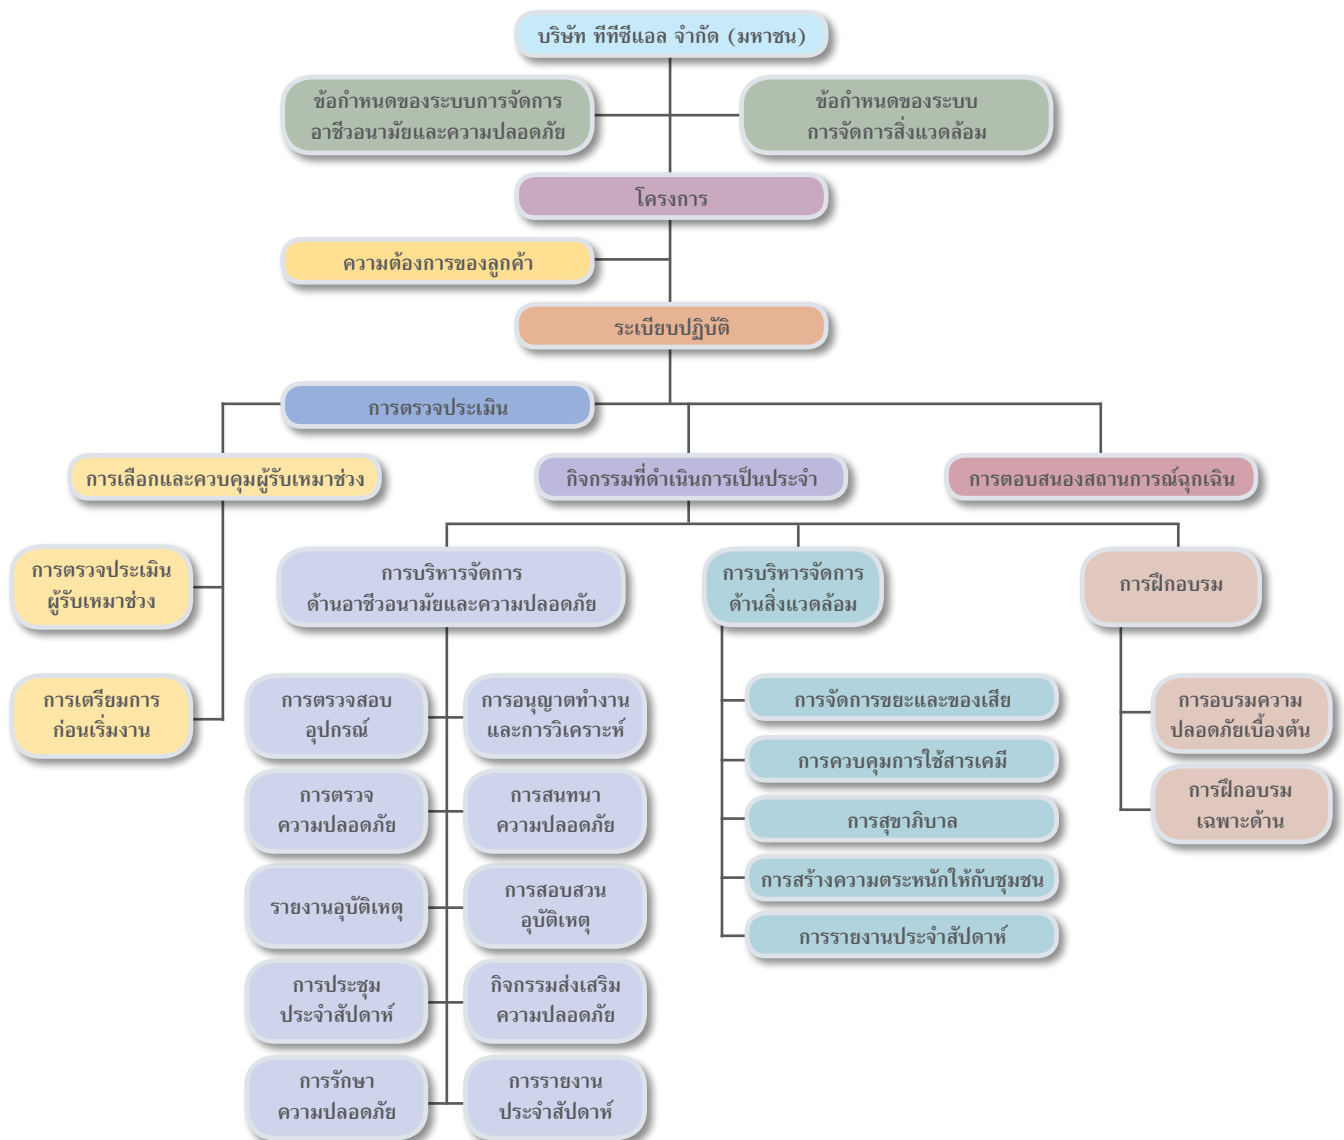 บริษัท ทีทีซีแอล จำกัด (มหาชน)
ข้อกำหนดของระบบการจัดการ
อาชีวอนามัยและความปลอดภัย
ข้อกำหนดของระบบ
การจัดการสิ่งแวดล้อม
โครงการ
ความต้องการของลูกค้า
ระเบียบปฏิบัติ
การตรวจประเมิน
การเลือกและควบคุมผู้รับเหมาช่วง
กิจกรรมที่ดำเนินการเป็นประจำ
การตอบสนองสถานการณ์ฉุกเฉิน
การตรวจประเมิน
ผู้รับเหมาช่วง
การเตรียมการ
ก่อนเริ่มงาน
การบริหารจัดการ
ด้านอาชีวอนามัยและความปลอดภัย
การตรวจสอบ
อุปกรณ์
การอนุญาตทำงาน
และการวิเคราะห์
การตรวจ
ความปลอดภัย
การสนทนา
ความปลอดภัย
รายงานอุบัติเหตุ
การสอบสวน
อุบัติเหตุ
การประชุม
ประจำสัปดาห์
กิจกรรมส่งเสริม
ความปลอดภัย
การรักษา
ความปลอดภัย
การรายงาน
ประจำสัปดาห์
การบริหารจัดการ
ด้านสิ่งแวดล้อม
การจัดการขยะและของเสีย
การควบคุมการใช้สารเคมี
การสุขาภิบาล
การสร้างความตระหนักให้กับชุมชน
การรายงานประจำสัปดาห์
การฝึกอบรม
การอบรมความ
ปลอดภัยเบื้องต้น
การฝึกอบรม
เฉพาะด้าน